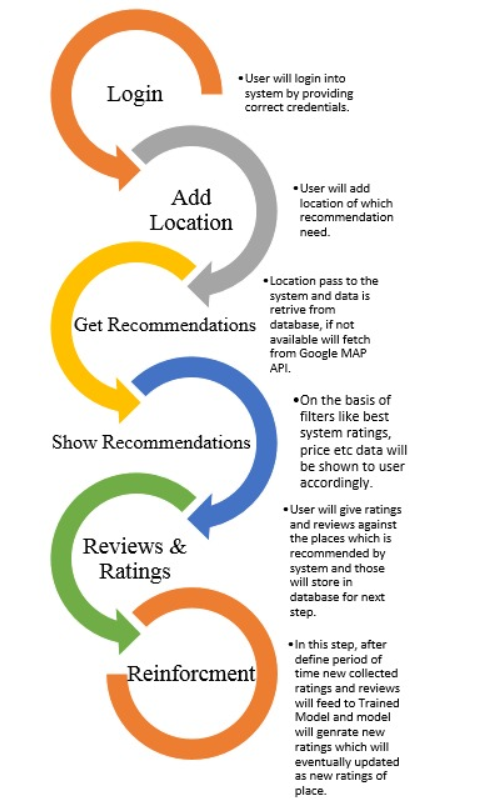 Login
•User will login into
system by providing
correct credentials.
Add
Location
•User will add
location of which
recommendation
need.
Get Recommendations
•Location pass to the
system and data is
retrive from
database, if not
available will fetch
from Google MAP
API.
Show Recommendations
•On the basis of
filters like best
system ratings,
price etc data will
be shown to user
accordingly.
Reviews &
Ratings
•User will give ratings
and reviews against
the places which is
recommended by
system and those
will store in
database for next
step.
Reinforcment
•In this step, after
define period of
time new collected
ratings and reviews
will feed to Trained
Model and model
will genrate new
ratings which will
eventually updated
as new ratings of
place.